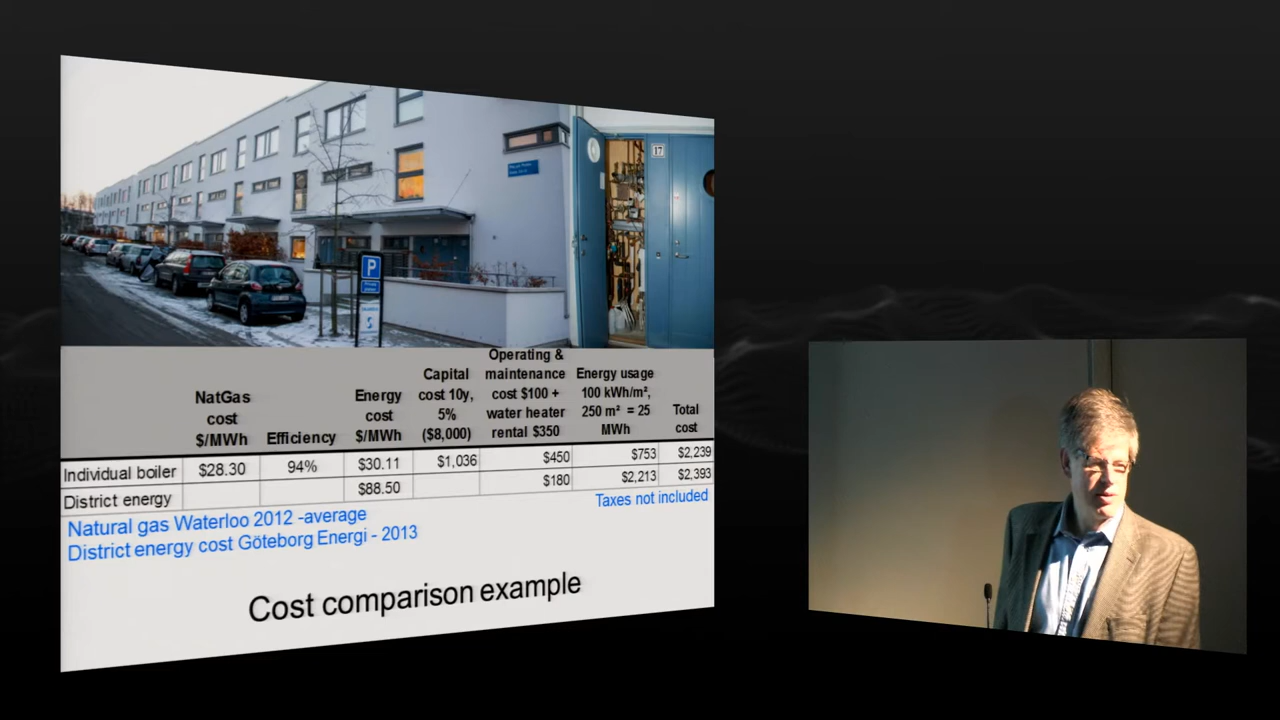 17
P
NatGas cost $/MWh
Efficiency
Energy cost $/MWh
Capital cost 10y, 5% ($8,000)
Operating & maintenance cost $100 + water heater rental $350
Energy usage 100 kWh/m², 250 m² = 25 MWh
Total cost
Individual boiler $28.30 94% $30.11 $1,036 $450 $753 $2,239
District energy $88.50 $180 $2,213 $2,393
Taxes not included
Natural gas Waterloo 2012 -average
District energy cost Göteborg Energi - 2013
Cost comparison example